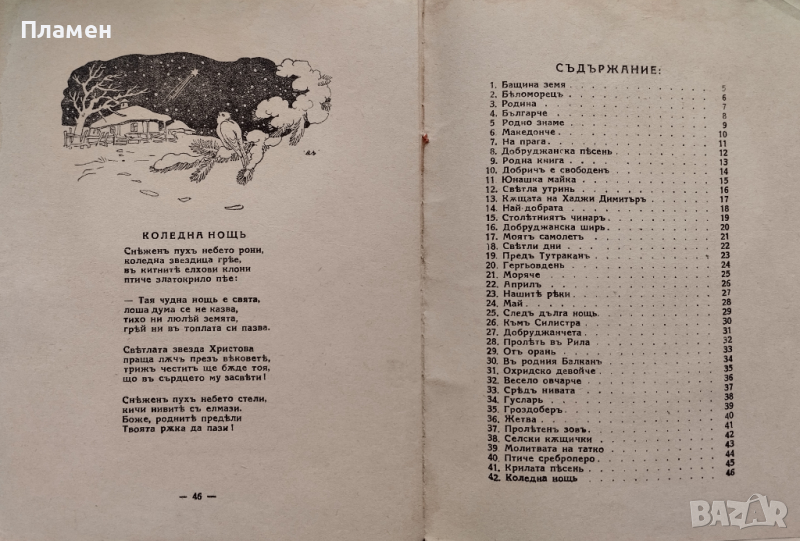 Пламен
КОЛЕДНА НОЩЬ
Снѣженъ пухъ небето рони,
коледна звездица грѣе,
въ китнитѣ елхови клони
птиче златокрило пѣе:
— Тая чудна нощь е свята,
лоша дума се не казва,
тихо ни люлѣй земята,
грѣй ни въ топлата си пазва.
Свѣтлата звезда Христова
праща лѫчъ презъ вѣковетѣ,
трижъ честитъ ще бѫде тоя,
що въ сърдцето му засвѣти!
Снѣженъ пухъ небето стели,
кичи нивитѣ съ елмази.
Боже, роднитѣ предѣли
Твоята рѫка да пази!
— 46 —
СЪДЪРЖАНИЕ:
1. Бащина земя 5
2. Бѣломорецъ 6
3. Родина 7
4. Българче 8
5 Родно знаме 9
6. Македонче 10
7. На прага 11
8. Добруджанска пѣсень 12
9. Родна книга 13
10. Добричъ е свободенъ 14
11. Юнашка майка 15
12. Свѣтла утринь 16
13. Кѫщата на Хаджи Димитъръ 17
14. Най-добрата 18
15. Столѣтниятъ чинаръ 19
16. Добруджанска ширь 20
17. Моятъ самолетъ 21
18. Свѣтли дни 22
19. Предъ Тутраканъ 23
20. Гергьовдень 24
21. Моряче 25
22. Априлъ 26
23. Нашитѣ рѣки 27
24. Май 28
25. Следъ дълга нощь 29
26. Къмъ Силистра 30
27. Добруджанчета 31
28. Пролѣть въ Рила 32
29. Отъ орань 33
30. Въ родния Балканъ 34
31. Охридско девойче 35
32. Весело овчарче 36
33. Срѣдъ нивата 37
34. Гусларь 38
35. Гроздоберъ 39
36. Жетва 40
37. Пролѣтенъ зовъ 41
38. Селски кѫщички 42
39. Молитвата на татко 43
40. Птиче среброперо 44
41. Крилата пѣсень 45
42. Коледна нощь 46
BAZAR